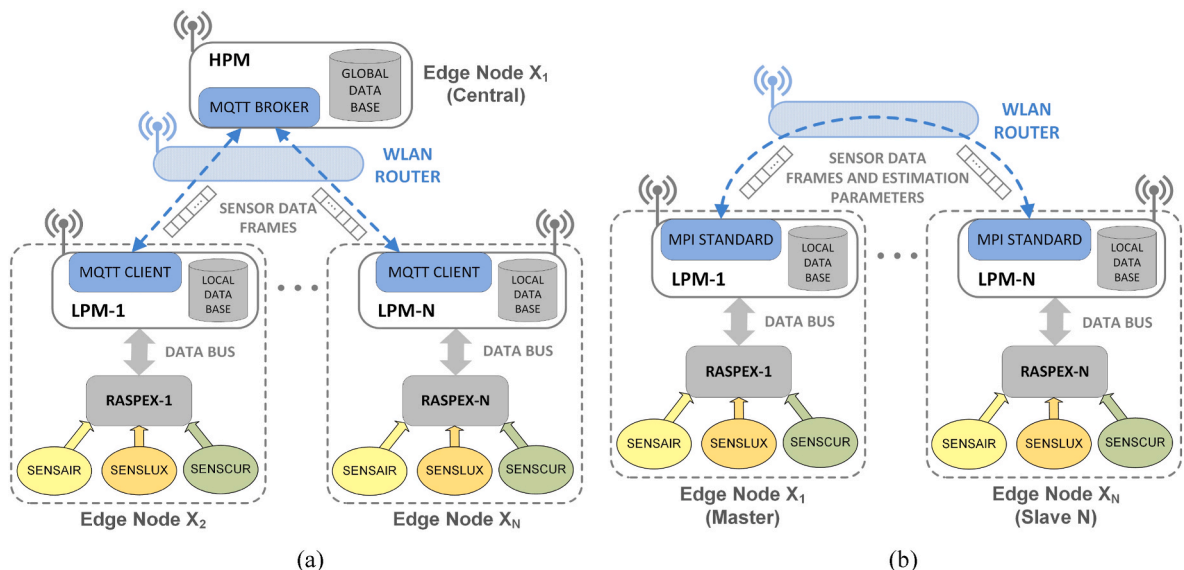 HPM
GLOBAL
DATA
BASE
MQTT BROKER
Edge Node X₁
(Central)
WLAN
ROUTER
SENSOR DATA
FRAMES
MQTT CLIENT
LPM-1
LOCAL
DATA
BASE
MQTT CLIENT
LPM-N
LOCAL
DATA
BASE
DATA BUS
DATA BUS
RASPEX-1
RASPEX-N
SENSAIR
SENSLUX
SENSCUR
SENSAIR
SENSLUX
SENSCUR
Edge Node X₂
Edge Node X_N
(a)
WLAN
ROUTER
SENSOR DATA
FRAMES AND ESTIMATION
PARAMETERS
MPI STANDARD
LPM-1
LOCAL
DATA
BASE
MPI STANDARD
LPM-N
LOCAL
DATA
BASE
DATA BUS
DATA BUS
RASPEX-1
RASPEX-N
SENSAIR
SENSLUX
SENSCUR
SENSAIR
SENSLUX
SENSCUR
Edge Node X₁
(Master)
Edge Node X_N
(Slave N)
(b)